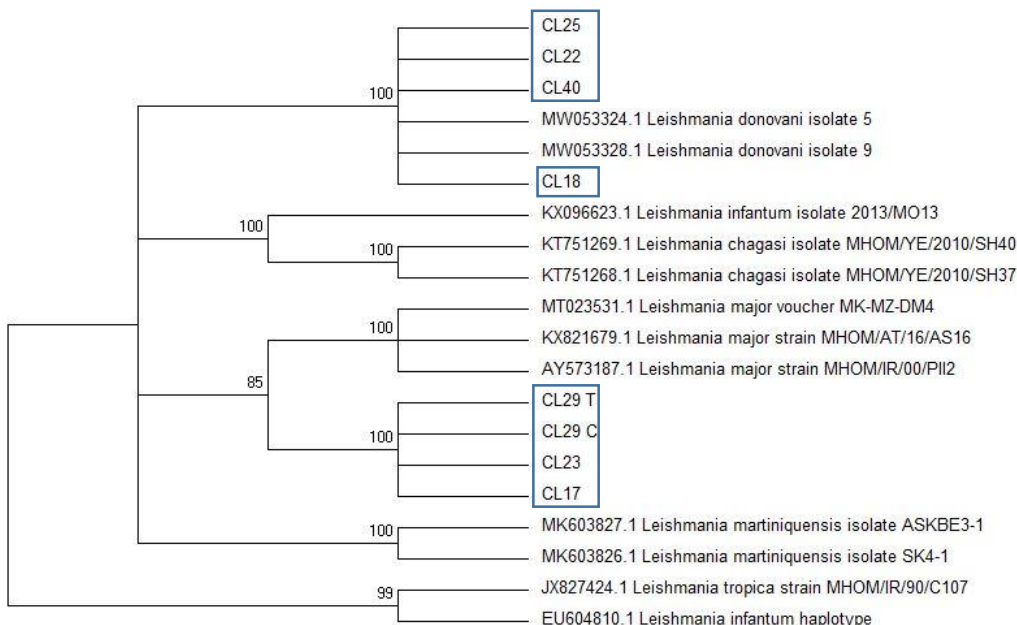 CL25
CL22
CL40
100
MW053324.1 Leishmania donovani isolate 5
MW053328.1 Leishmania donovani isolate 9
CL18
KX096623.1 Leishmania infantum isolate 2013/MO13
100
KT751269.1 Leishmania chagasi isolate MHOM/YE/2010/SH40
100
KT751268.1 Leishmania chagasi isolate MHOM/YE/2010/SH37
MT023531.1 Leishmania major voucher MK-MZ-DM4
100
KX821679.1 Leishmania major strain MHOM/AT/16/AS16
AY573187.1 Leishmania major strain MHOM/IR/00/PII2
85
CL29 T
CL29 C
100
CL23
CL17
MK603827.1 Leishmania martiniquensis isolate ASKBE3-1
100
MK603826.1 Leishmania martiniquensis isolate SK4-1
JX827424.1 Leishmania tropica strain MHOM/IR/90/C107
99
EU604810.1 Leishmania infantum haplotype